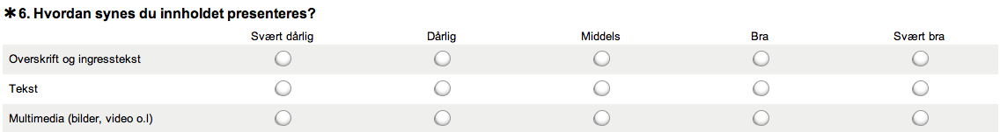 ✱6. Hvordan synes du innholdet presenteres?
Svært dårlig Dårlig Middels Bra Svært bra
Overskrift og ingresstekst
Tekst
Multimedia (bilder, video o.l)